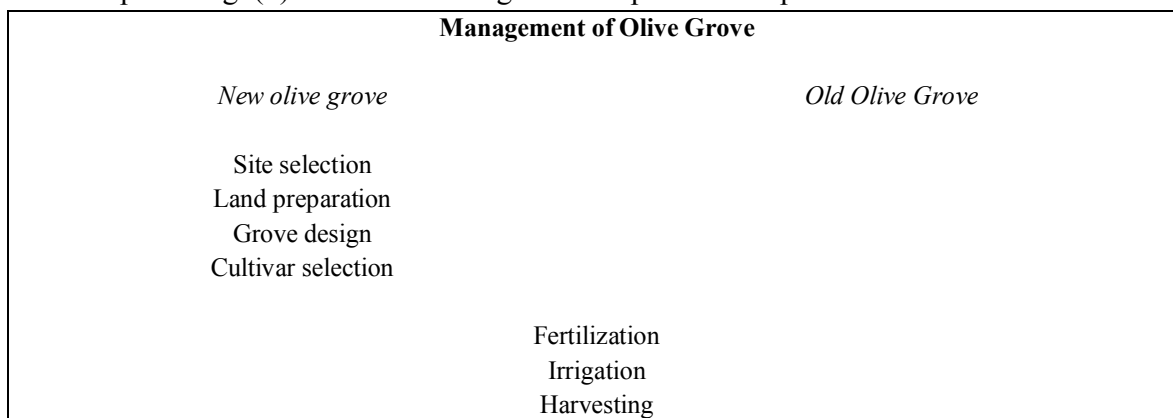 Management of Olive Grove
New olive grove Old Olive Grove
Site selection
Land preparation
Grove design
Cultivar selection
Fertilization
Irrigation
Harvesting